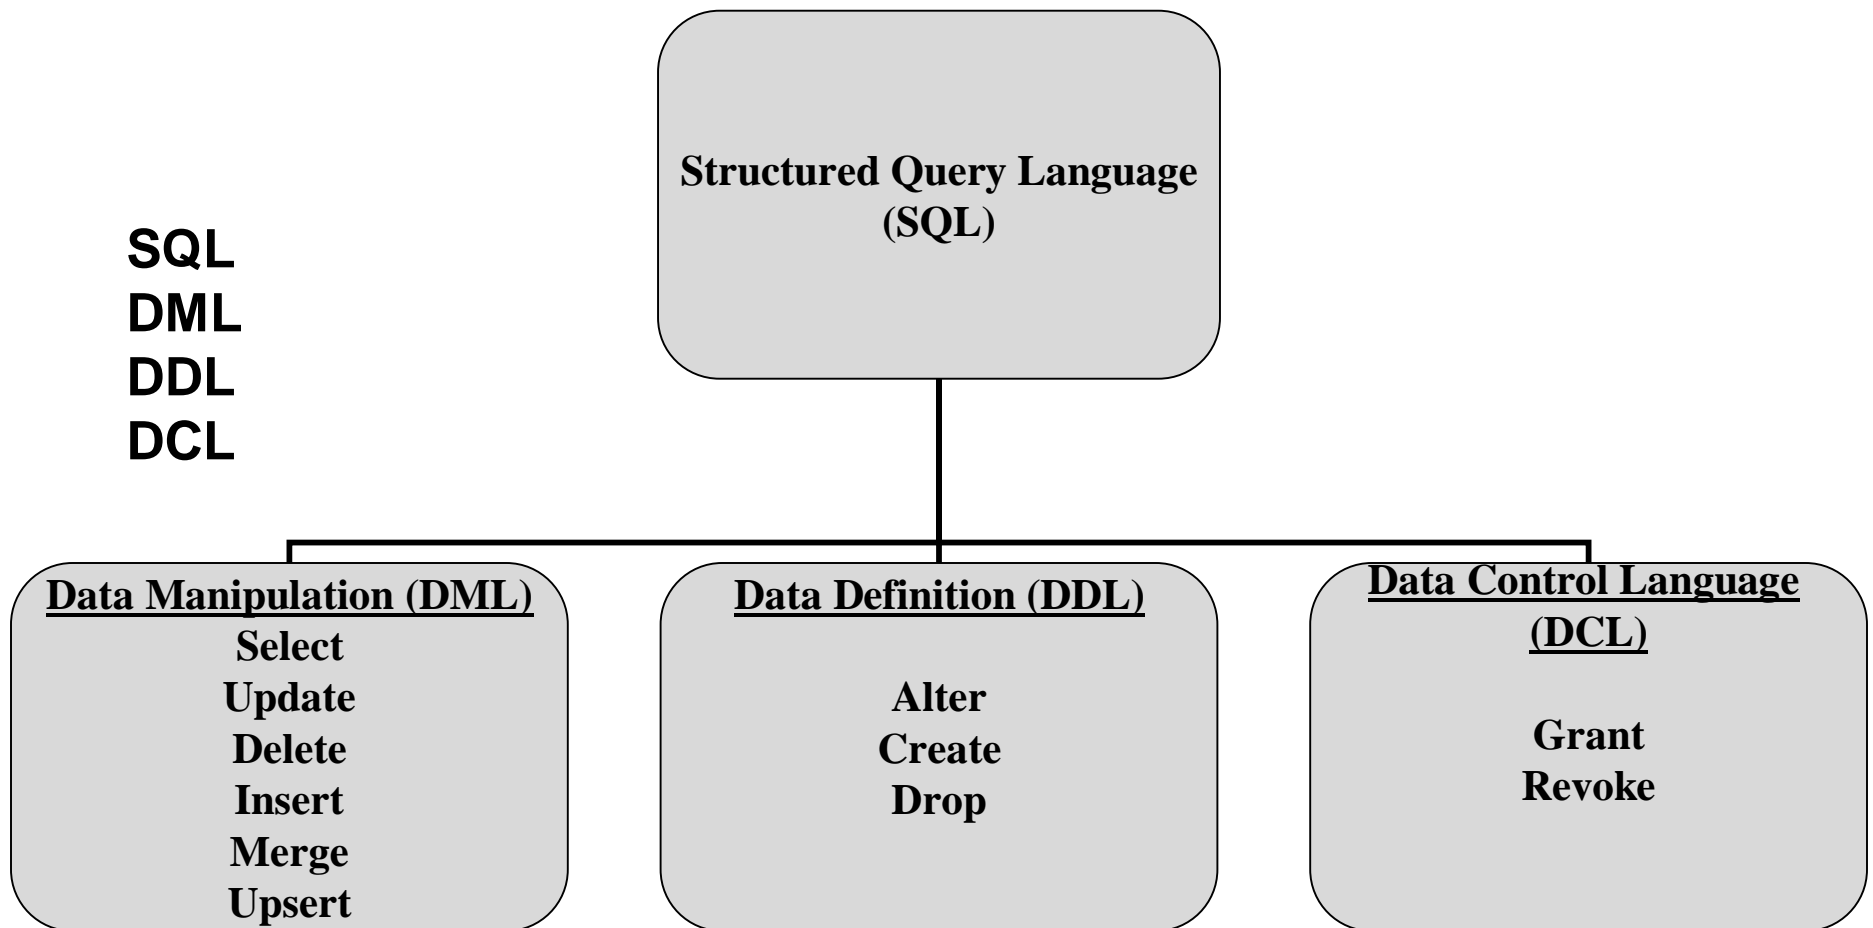 Structured Query Language
(SQL)
SQL
DML
DDL
DCL
Data Manipulation (DML)
Select
Update
Delete
Insert
Merge
Upsert
Data Definition (DDL)
Alter
Create
Drop
Data Control Language
(DCL)
Grant
Revoke